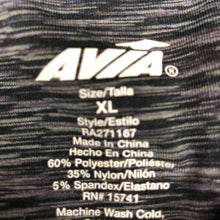 AVIA®
Size/Talla
XL
Style/Estilo
RA271167
Made In China
Hecho En China
60% Polyester/Poliéster
35% Nylon/Nilón
5% Spandex/Elastano
RN# 15741
Machine Wash Cold,